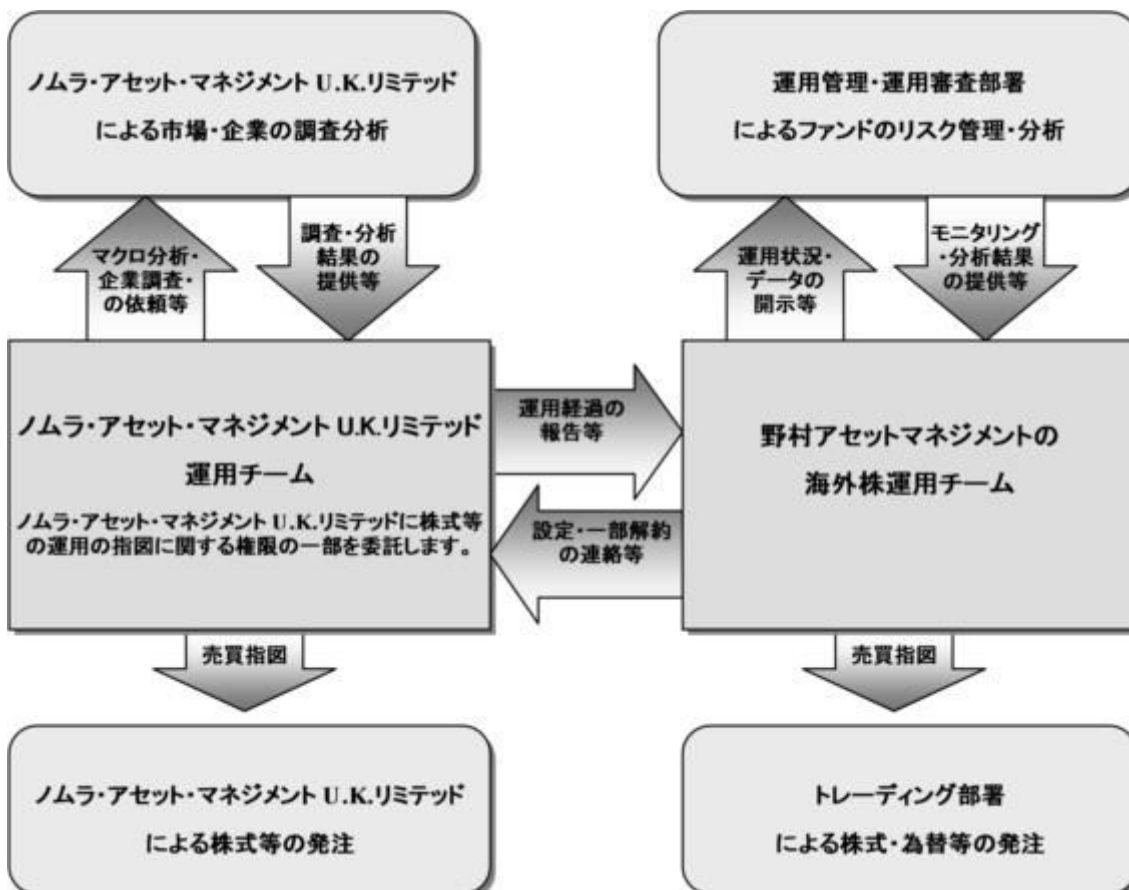 ノムラ・アセット・マネジメント U.K.リミテッド
による市場・企業の調査分析
運用管理・運用審査部署
によるファンドのリスク管理・分析
マクロ分析・
企業調査・
の依頼等
調査・分析
結果の
提供等
運用状況・
データの
開示等
モニタリング
・分析結果
の提供等
ノムラ・アセット・マネジメント U.K.リミテッド
運用チーム
ノムラ・アセット・マネジメント U.K.リミテッドに株式等
の運用の指図に関する権限の一部を委託します。
運用経過の
報告等
設定・一部解約
の連絡等
野村アセットマネジメントの
海外株運用チーム
売買指図
売買指図
ノムラ・アセット・マネジメント U.K.リミテッド
による株式等の発注
トレーディング部署
による株式・為替等の発注